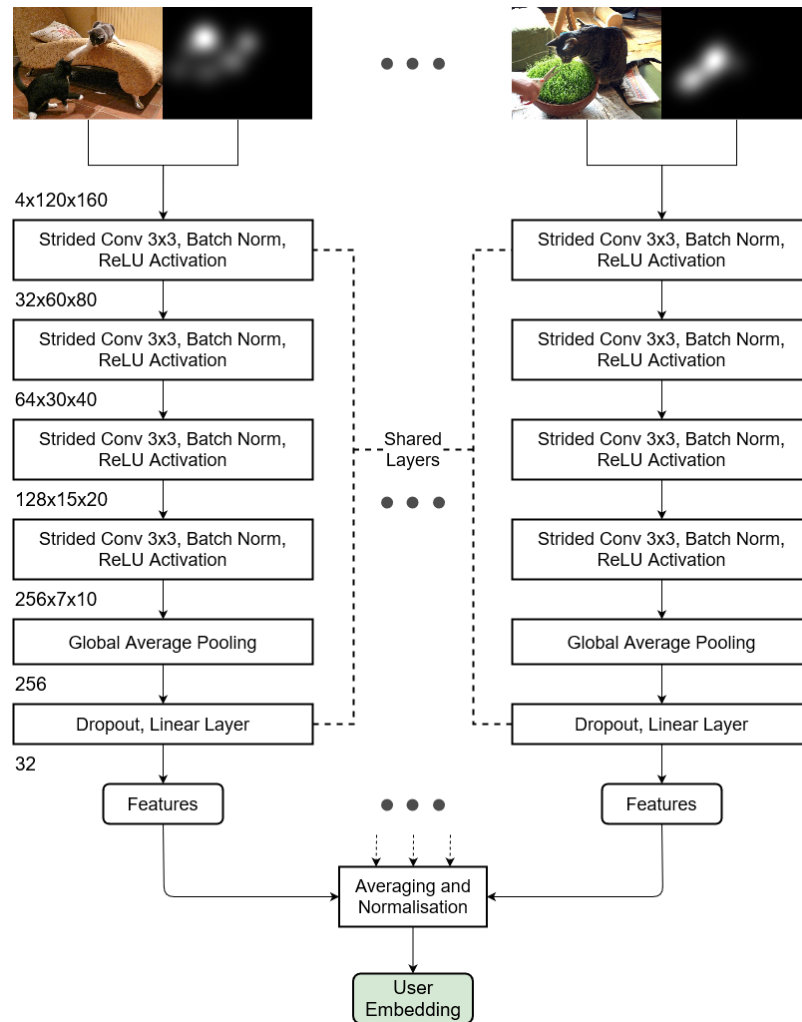 4x120x160
Strided Conv 3x3, Batch Norm,
ReLU Activation
32x60x80
Strided Conv 3x3, Batch Norm,
ReLU Activation
64x30x40
Strided Conv 3x3, Batch Norm,
ReLU Activation
128x15x20
Strided Conv 3x3, Batch Norm,
ReLU Activation
256x7x10
Global Average Pooling
256
Dropout, Linear Layer
32
Features
Shared
Layers
Strided Conv 3x3, Batch Norm,
ReLU Activation
Strided Conv 3x3, Batch Norm,
ReLU Activation
Strided Conv 3x3, Batch Norm,
ReLU Activation
Strided Conv 3x3, Batch Norm,
ReLU Activation
Global Average Pooling
Dropout, Linear Layer
Features
Averaging and
Normalisation
User
Embedding